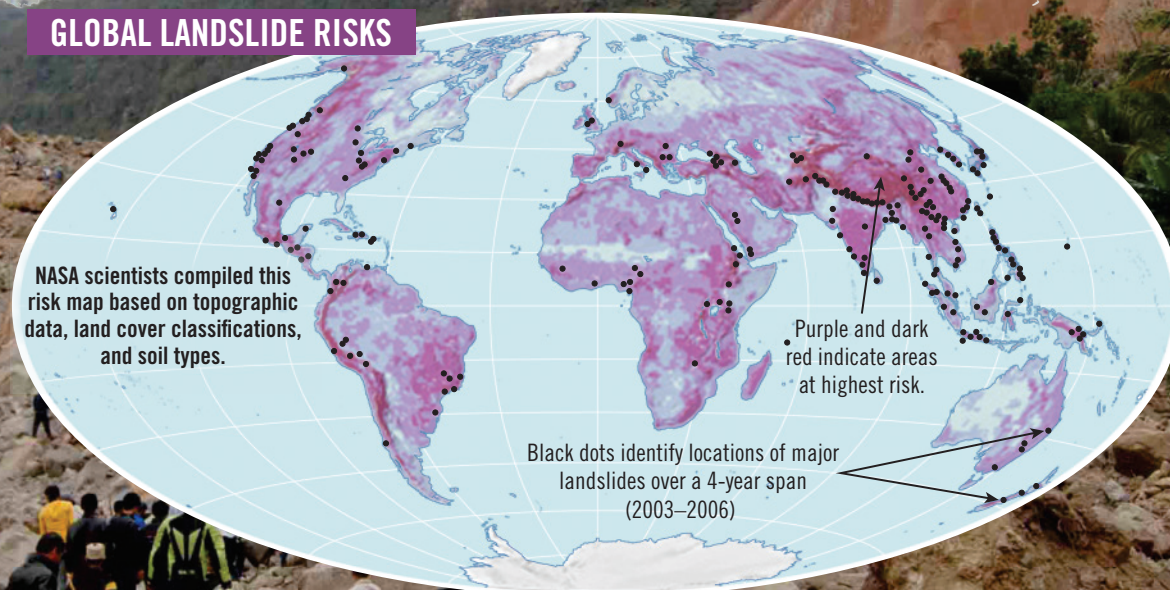 GLOBAL LANDSLIDE RISKS
NASA scientists compiled this
risk map based on topographic
data, land cover classifications,
and soil types.
Purple and dark
red indicate areas
at highest risk.
Black dots identify locations of major
landslides over a 4-year span
(2003–2006)